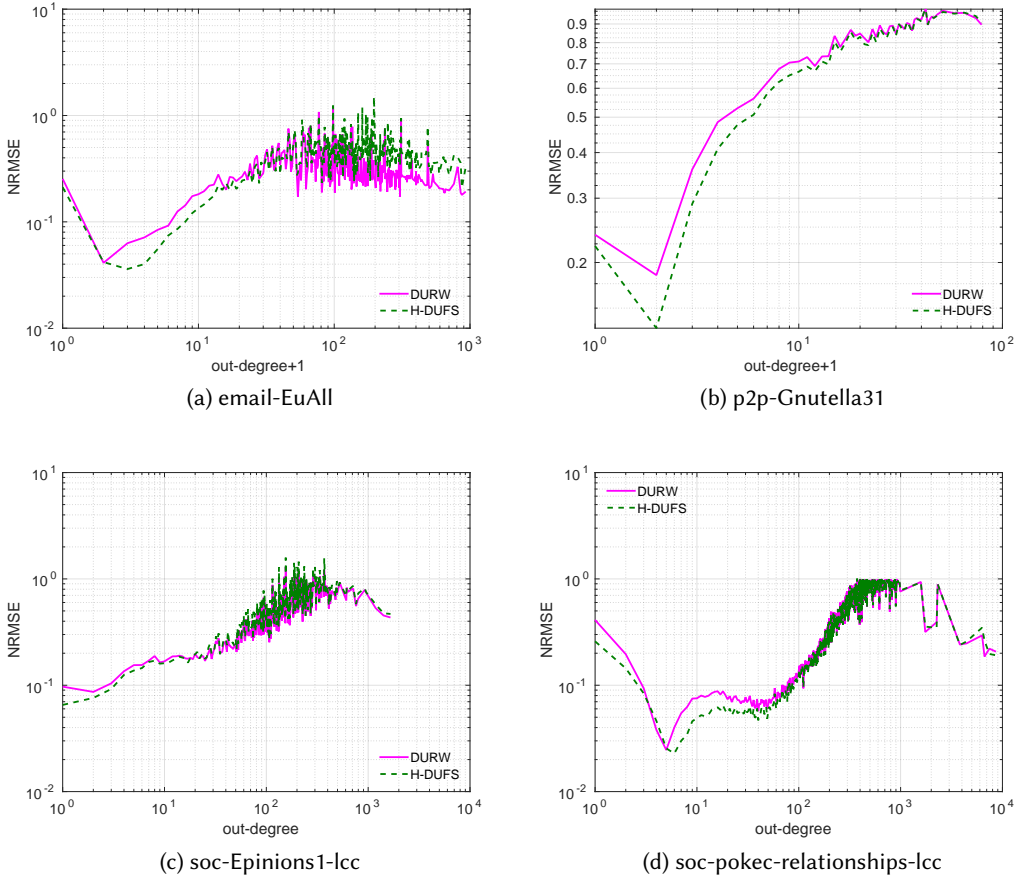 10^1
10^0
10^-1
10^-2
NRMSE
DURW
H-DUFS
10^0 10^1 10^2 10^3
out-degree+1
(a) email-EuAll
0.9
0.8
0.7
0.6
0.5
0.4
0.3
0.2
NRMSE
DURW
H-DUFS
10^0 10^1 10^2
out-degree+1
(b) p2p-Gnutella31
10^1
10^0
10^-1
10^-2
NRMSE
DURW
H-DUFS
10^0 10^1 10^2 10^3 10^4
out-degree
(c) soc-Epinions1-lcc
10^1
10^0
10^-1
10^-2
NRMSE
DURW
H-DUFS
10^0 10^1 10^2 10^3 10^4
out-degree
(d) soc-pokec-relationships-lcc